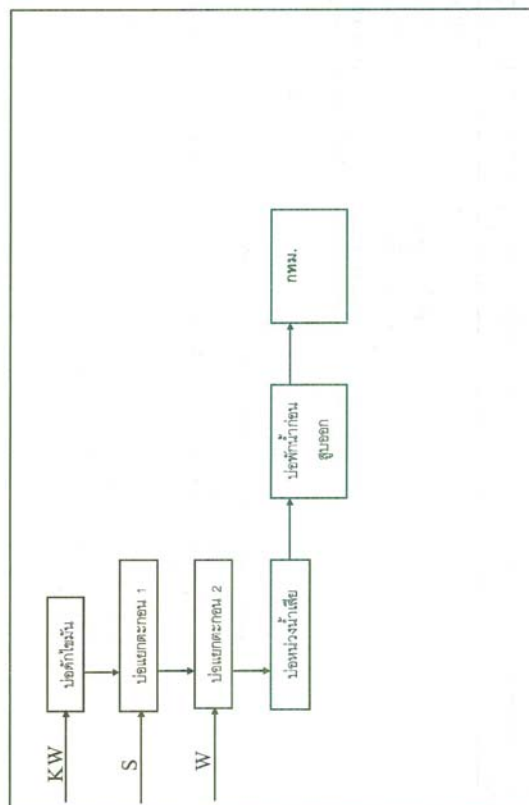 KW
บ่อดักไขมัน
S
บ่อแยกตะกอน 1
W
บ่อแยกตะกอน 2
บ่อหน่วงน้ำเสีย
บ่อพักน้ำก่อน
สูบออก
กทม.